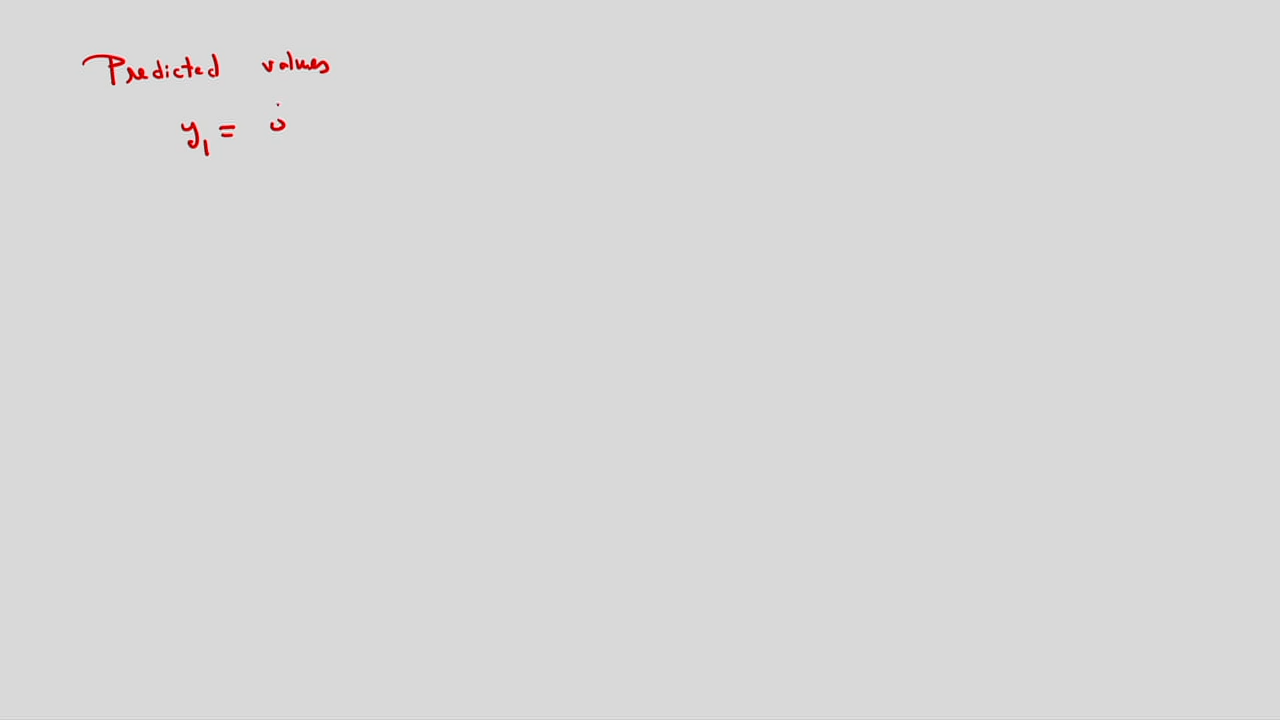 Predicted values
y₁ =